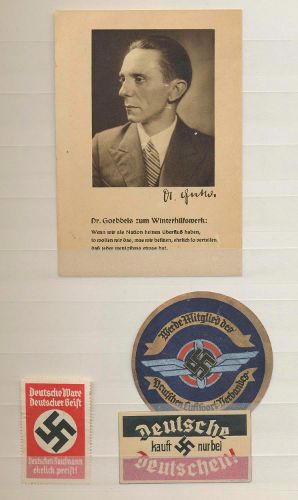 Dr. Goebbels zum Winterhilfswerk:
Wenn wir als Nation keinen Überfluß haben,
so wollen wir das, was wir besitzen, ehrlich so verteilen,
daß jeder wenigstens etwas hat.
Werde Mitglied des
Deutschen Luftsport-Verbandes
Deutsche Ware
Deutscher Geist
Deutschen Kaufmann
ehrlich preist!
Deutsche
kauft nur bei
Deutschen!